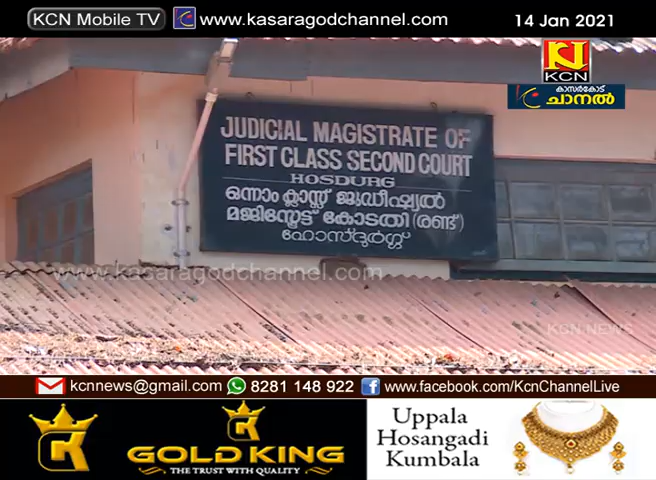 KCN Mobile TV
www.kasaragodchannel.com
14 Jan 2021
KCN
കാസർകോട്
ചാനൽ
JUDICIAL MAGISTRATE OF
FIRST CLASS SECOND COURT
HOSDURG
ഒന്നാം ക്ലാസ്സ് ജുഡീഷ്യൽ
മജിസ്ട്രേട്ട് കോടതി (രണ്ട്)
ഹോസ്ദുർഗ്ഗ്
www.kasaragodchannel.com
KCN NEWS
kcnnews@gmail.com 8281 148 922 www.facebook.com/KcnChannelLive
GOLD KING
THE TRUST WITH QUALITY
Uppala
Hosangadi
Kumbala